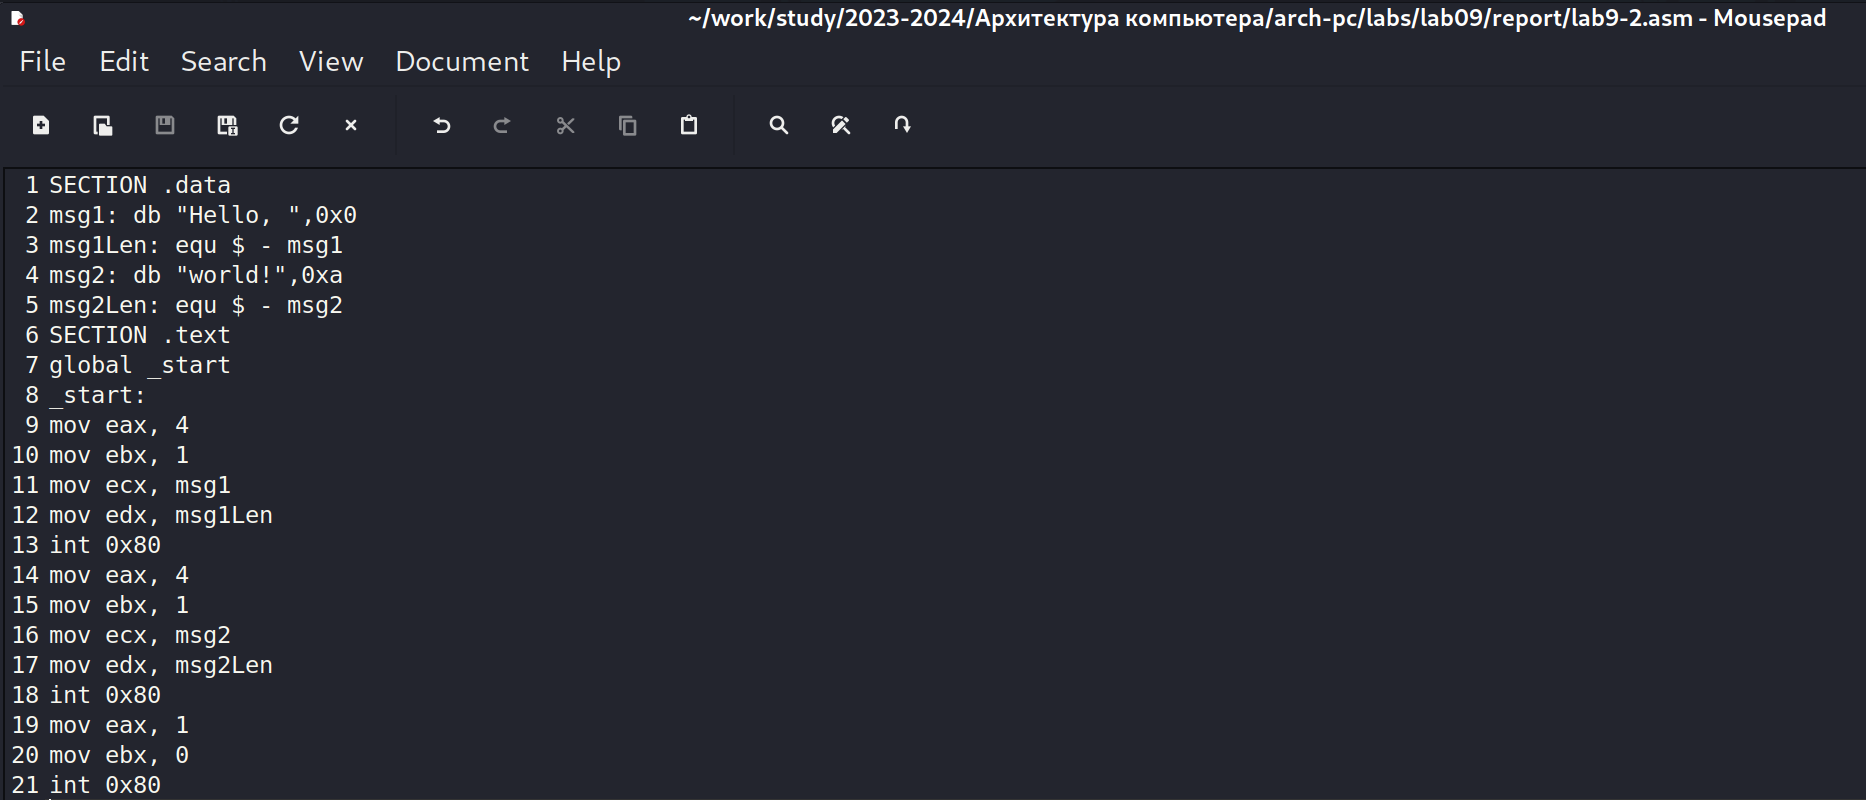 ~/work/study/2023-2024/Архитектура компьютера/arch-pc/labs/lab09/report/lab9-2.asm - Mousepad
File Edit Search View Document Help
1 SECTION .data
2 msg1: db "Hello, ",0x0
3 msg1Len: equ $ - msg1
4 msg2: db "world!",0xa
5 msg2Len: equ $ - msg2
6 SECTION .text
7 global _start
8 _start:
9 mov eax, 4
10 mov ebx, 1
11 mov ecx, msg1
12 mov edx, msg1Len
13 int 0x80
14 mov eax, 4
15 mov ebx, 1
16 mov ecx, msg2
17 mov edx, msg2Len
18 int 0x80
19 mov eax, 1
20 mov ebx, 0
21 int 0x80